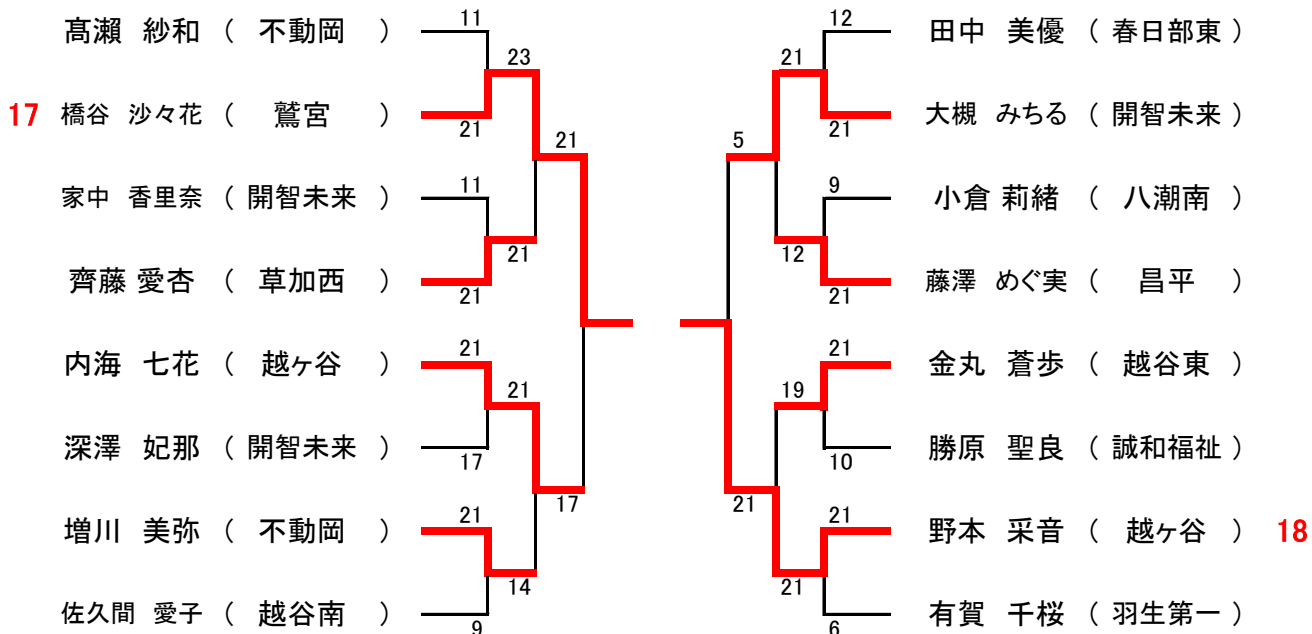 11 12
髙瀨 紗和 ( 不動岡 ) 田中 美優 ( 春日部東 )
23 21
17 橋谷 沙々花 ( 鷲宮 ) 大槻 みちる ( 開智未来 )
21 21 5 21
11 9
家中 香里奈 ( 開智未来 ) 小倉 莉緒 ( 八潮南 )
21 12
齊藤 愛杏 ( 草加西 ) 藤澤 めぐ実 ( 昌平 )
21 21
21 21
内海 七花 ( 越ヶ谷 ) 金丸 蒼歩 ( 越谷東 )
21 19
深澤 妃那 ( 開智未来 ) 勝原 聖良 ( 誠和福祉 )
17 10
17 21
21 21
増川 美弥 ( 不動岡 ) 野本 采音 ( 越ヶ谷 ) 18
14 21
佐久間 愛子 ( 越谷南 ) 有賀 千桜 ( 羽生第一 )
9 6